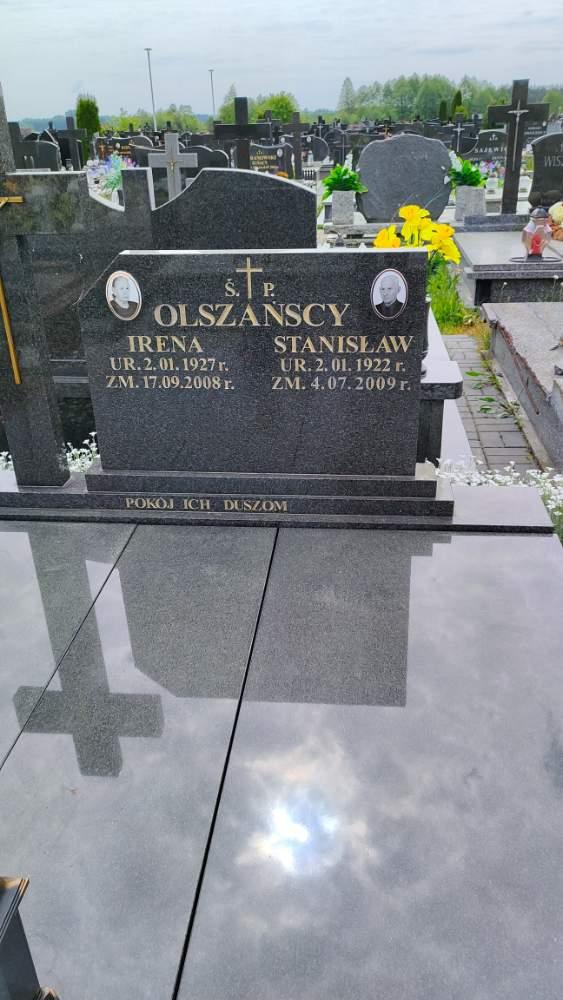 Ś. P.
OLSZAŃSCY
IRENA STANISŁAW
UR. 2.01.1927 r. UR. 2.01.1922 r.
ZM. 17.09.2008 r. ZM. 4.07.2009 r.
POKÓJ ICH DUSZOM